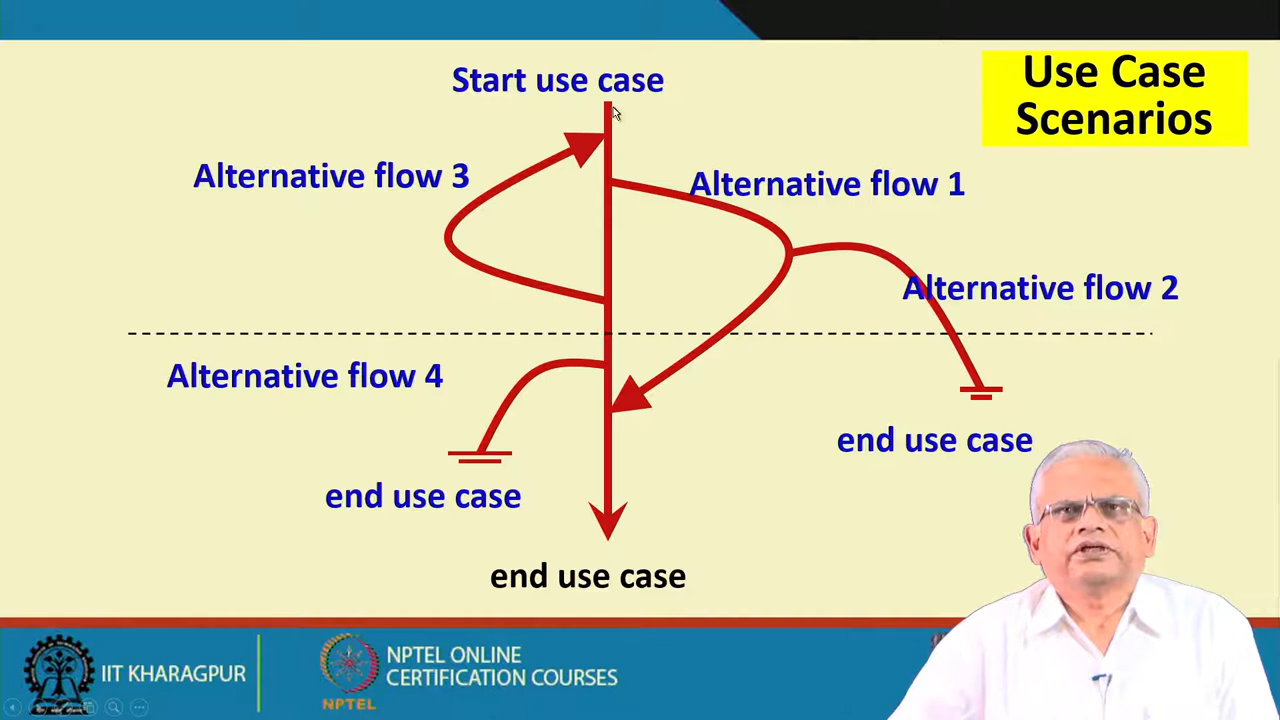 Start use case
Use Case
Scenarios
Alternative flow 3
Alternative flow 1
Alternative flow 2
Alternative flow 4
end use case
end use case
end use case
IIT KHARAGPUR
NPTEL
NPTEL ONLINE
CERTIFICATION COURSES